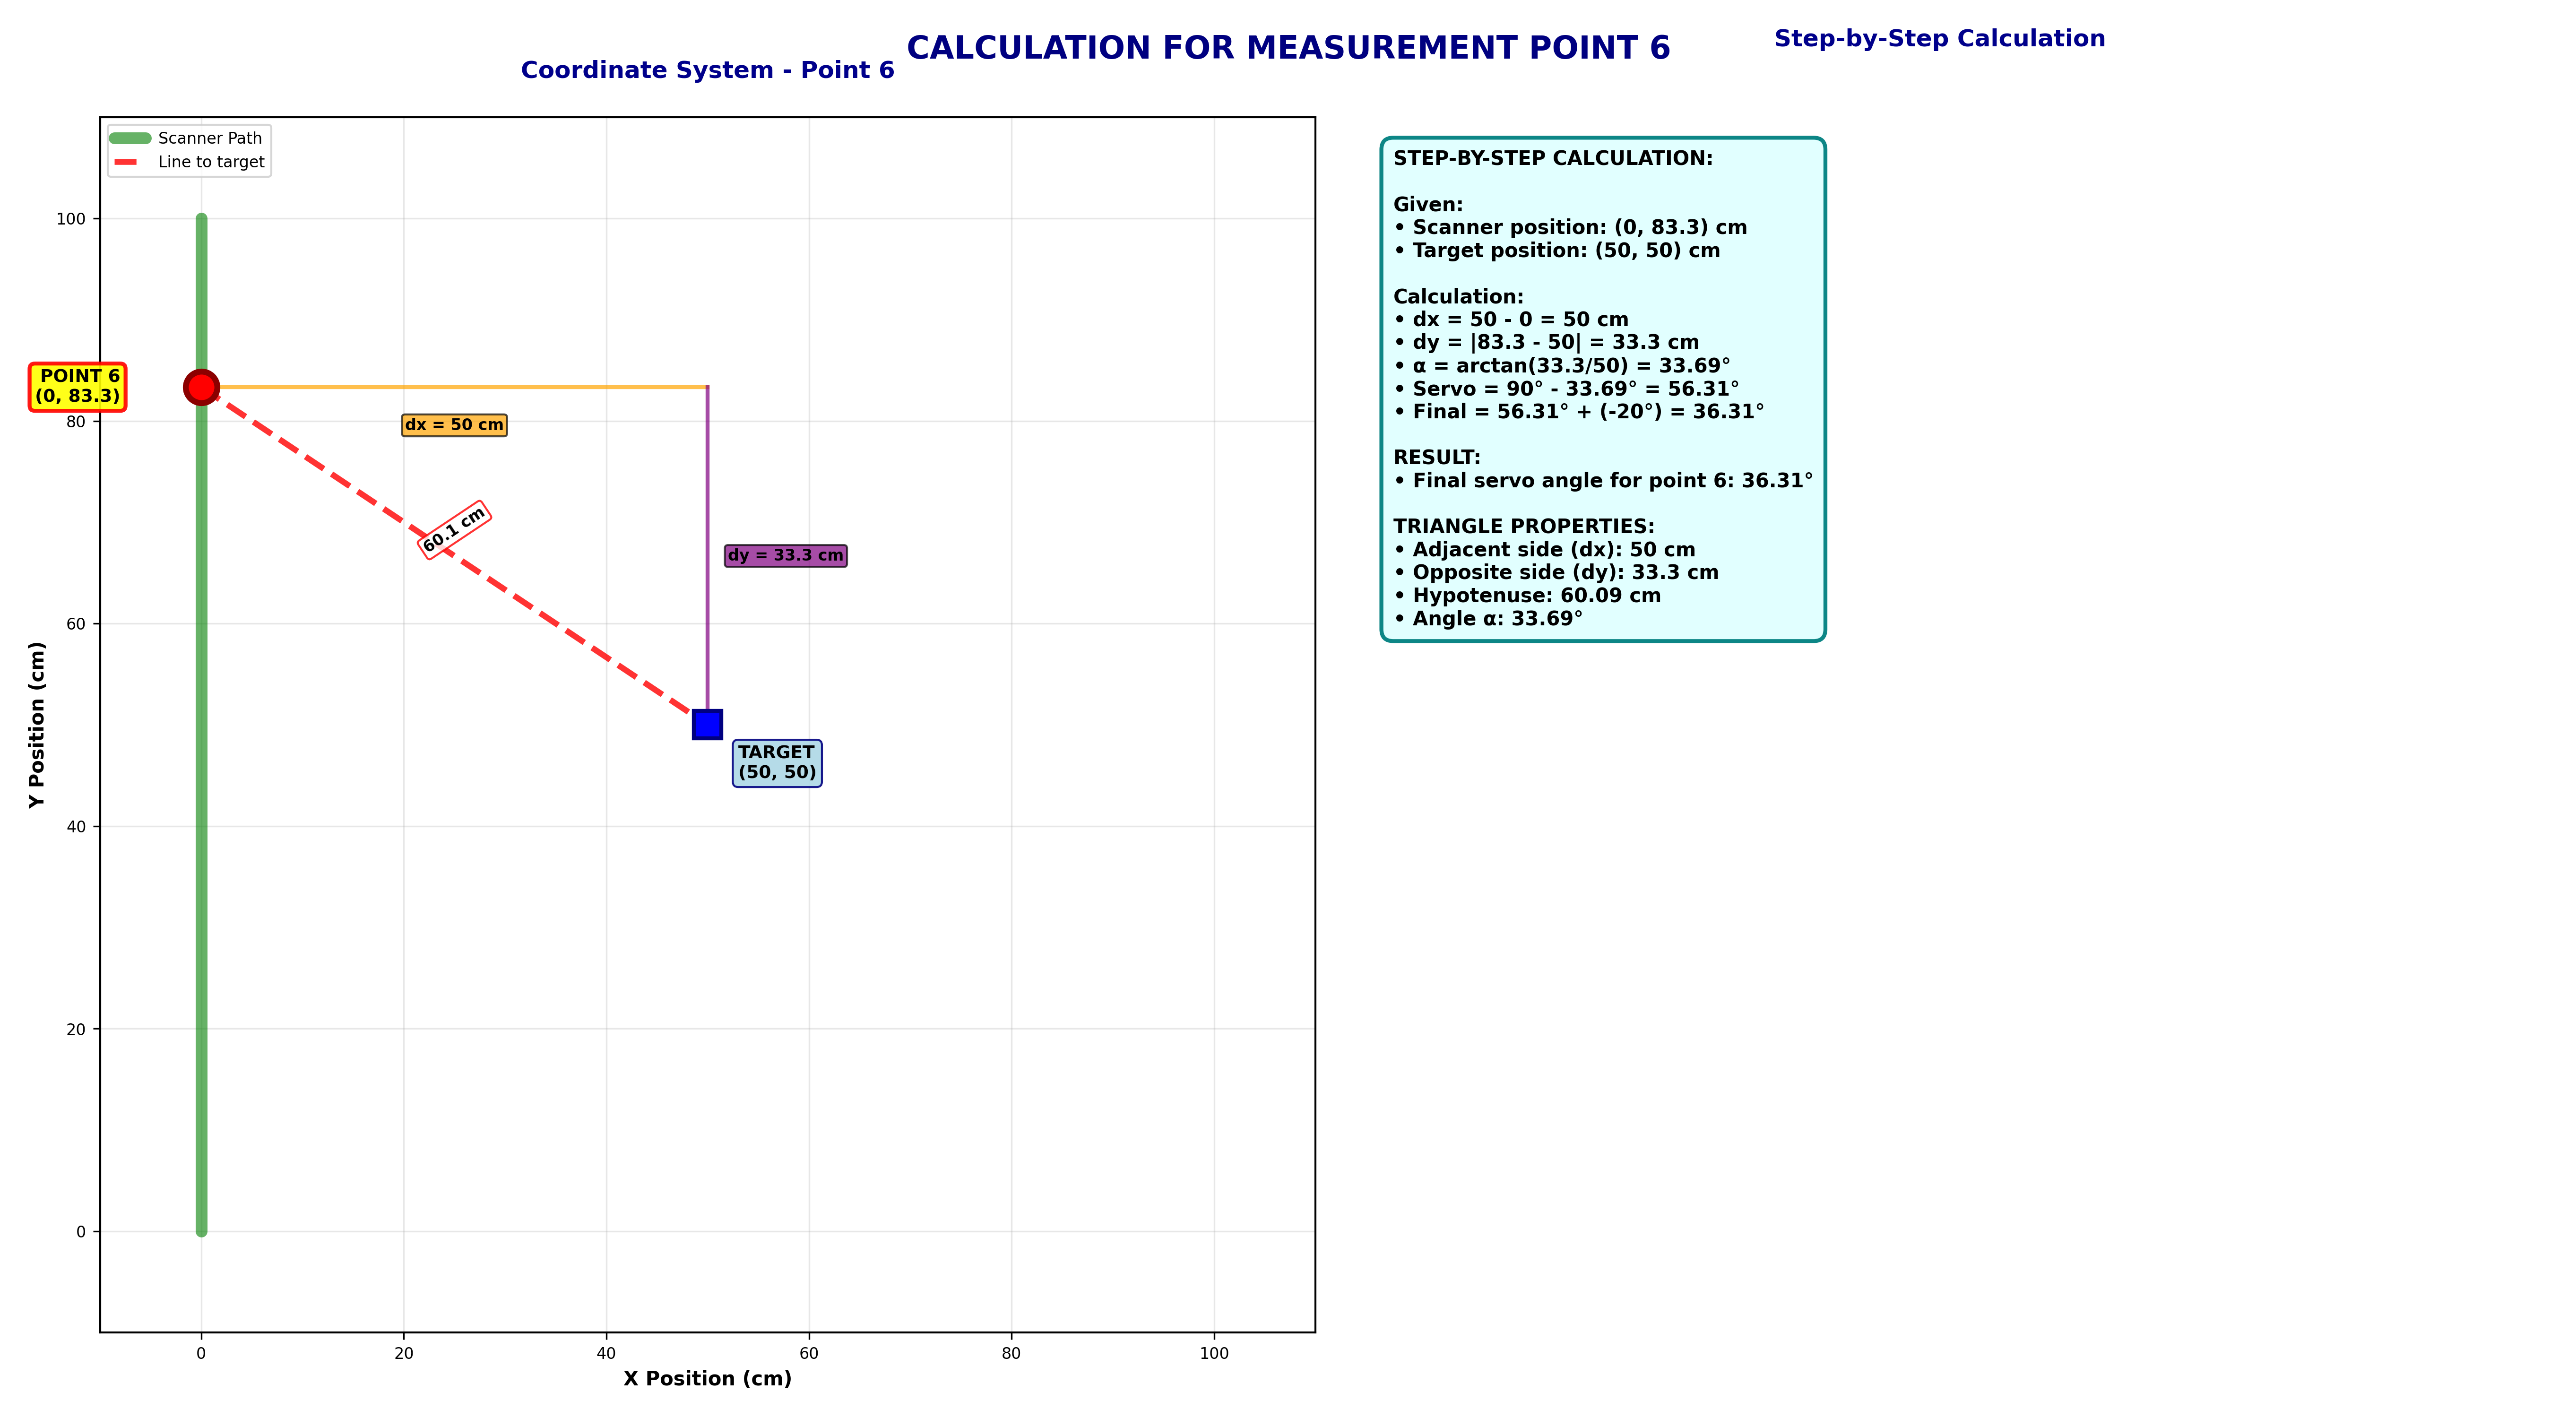 CALCULATION FOR MEASUREMENT POINT 6
Coordinate System - Point 6
Step-by-Step Calculation
Scanner Path
Line to target
100
80
60
40
20
0
Y Position (cm)
POINT 6
(0, 83.3)
dx = 50 cm
60.1 cm
dy = 33.3 cm
TARGET
(50, 50)
0
20
40
60
80
100
X Position (cm)
STEP-BY-STEP CALCULATION:
Given:
• Scanner position: (0, 83.3) cm
• Target position: (50, 50) cm
Calculation:
• dx = 50 - 0 = 50 cm
• dy = |83.3 - 50| = 33.3 cm
• α = arctan(33.3/50) = 33.69°
• Servo = 90° - 33.69° = 56.31°
• Final = 56.31° + (-20°) = 36.31°
RESULT:
• Final servo angle for point 6: 36.31°
TRIANGLE PROPERTIES:
• Adjacent side (dx): 50 cm
• Opposite side (dy): 33.3 cm
• Hypotenuse: 60.09 cm
• Angle α: 33.69°